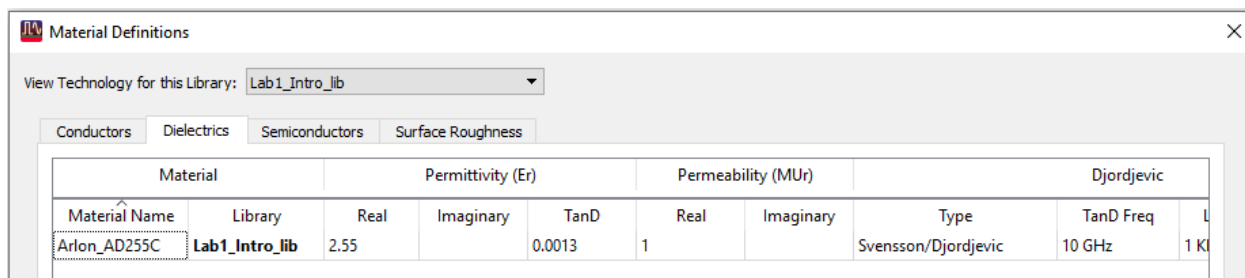 Material Definitions
View Technology for this Library: Lab1_Intro_lib
Conductors Dielectrics Semiconductors Surface Roughness
Material Permittivity (Er) Permeability (MUr) Djordjevic
Material Name Library Real Imaginary TanD Real Imaginary Type TanD Freq L
Arlon_AD255C Lab1_Intro_lib 2.55 0.0013 1 Svensson/Djordjevic 10 GHz 1 K